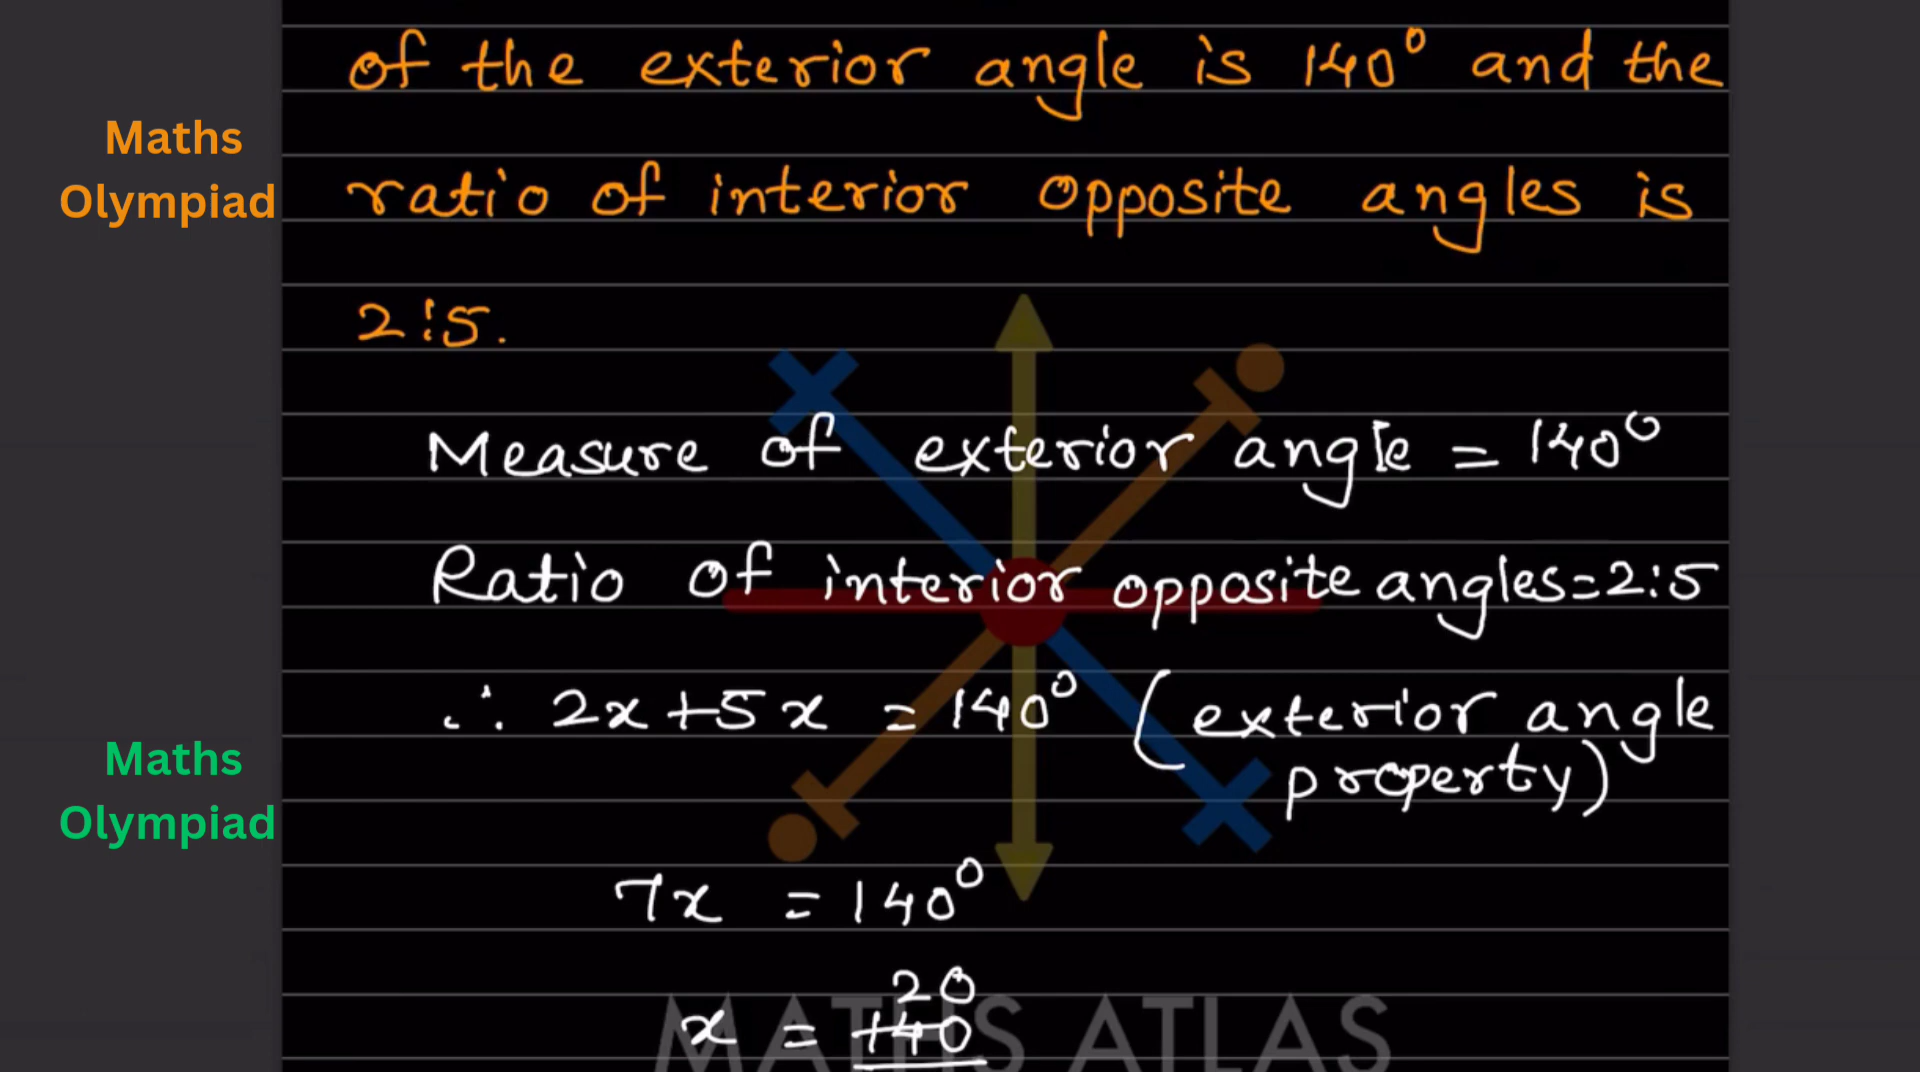 of the exterior angle is 140° and the
Maths
Olympiad
ratio of interior opposite angles is
2:5.
Measure of exterior angle = 140°
Ratio of interior opposite angles=2:5
∴ 2x+5x = 140° (exterior angle
property)
Maths
Olympiad
7x = 140°
20
x = 140
MATHS ATLAS